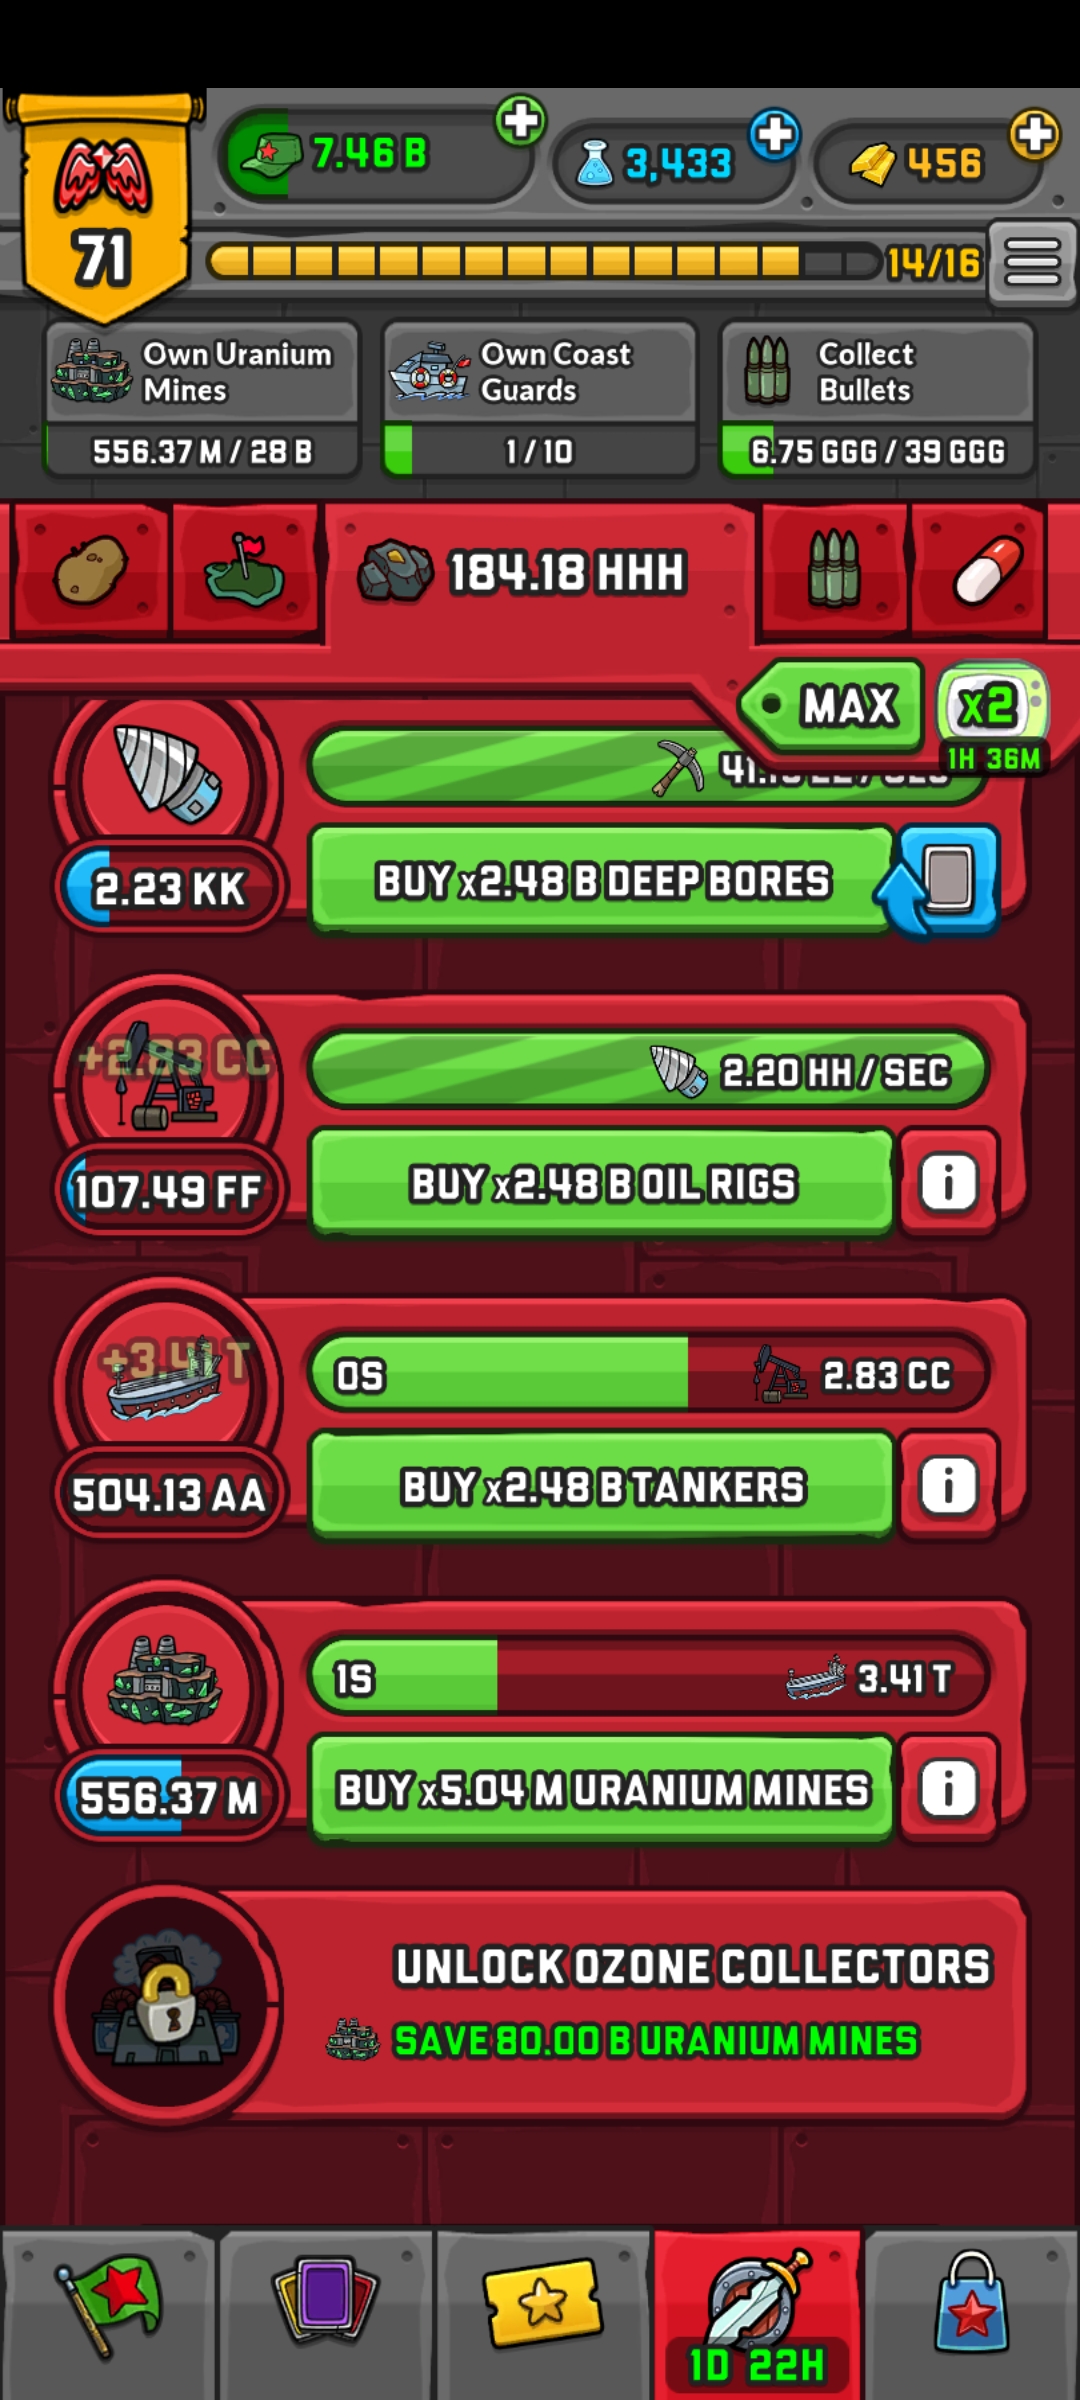 7.46 B
3,433
456
71
14/16
Own Uranium
Mines
556.37 M / 28 B
Own Coast
Guards
1 / 10
Collect
Bullets
6.75 GGG / 39 GGG
184.18 HHH
MAX
x2
1H 36M
2.23 KK
BUY x2.48 B DEEP BORES
+2.83 CC
2.20 HH / SEC
107.49 FF
BUY x2.48 B OIL RIGS
+3.41 T
0S
2.83 CC
504.13 AA
BUY x2.48 B TANKERS
1S
3.41 T
556.37 M
BUY x5.04 M URANIUM MINES
UNLOCK OZONE COLLECTORS
SAVE 80.00 B URANIUM MINES
1D 22H